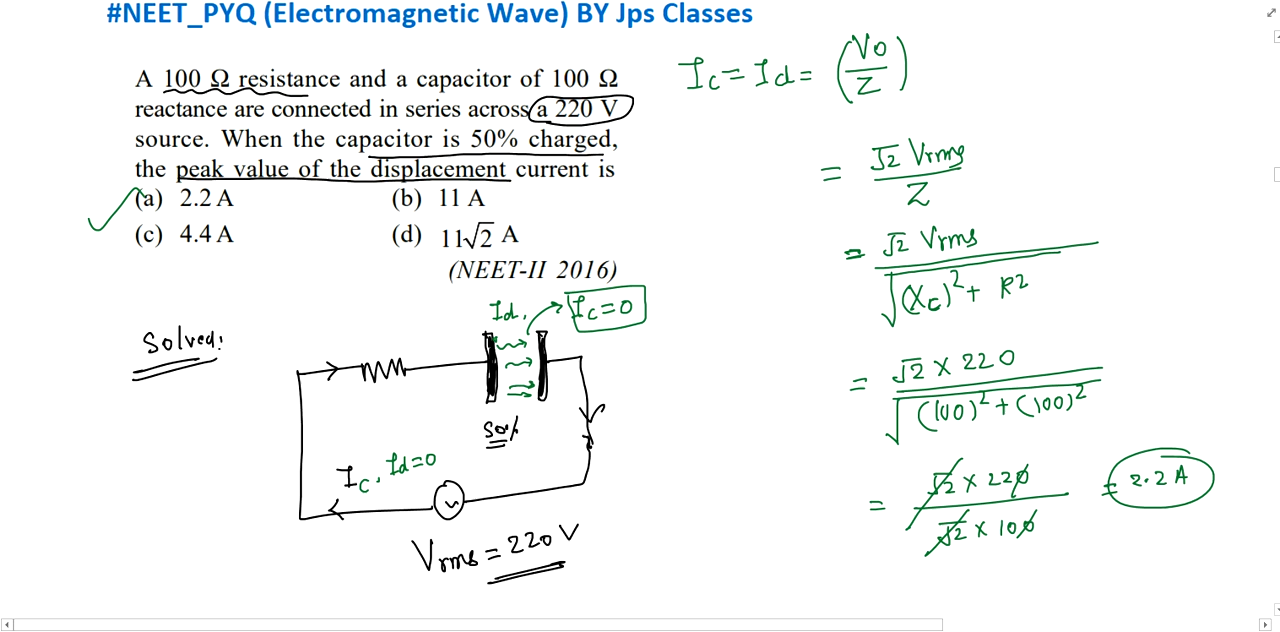 #NEET_PYQ (Electromagnetic Wave) BY Jps Classes
A 100 Ω resistance and a capacitor of 100 Ω
reactance are connected in series across a 220 V
source. When the capacitor is 50% charged,
the peak value of the displacement current is
(a) 2.2 A (b) 11 A
(c) 4.4 A (d) 11√2 A
(NEET-II 2016)
Solved:
Id, Ic=0
50%
Ic, Id=0
Vrms = 220 V
Ic = Id = (V0/Z)
= √2 Vrms / Z
= √2 Vrms / √((Xc)² + R²)
= √2 × 220 / √((100)² + (100)²)
= √2 × 220 / √2 × 100 = 2.2 A